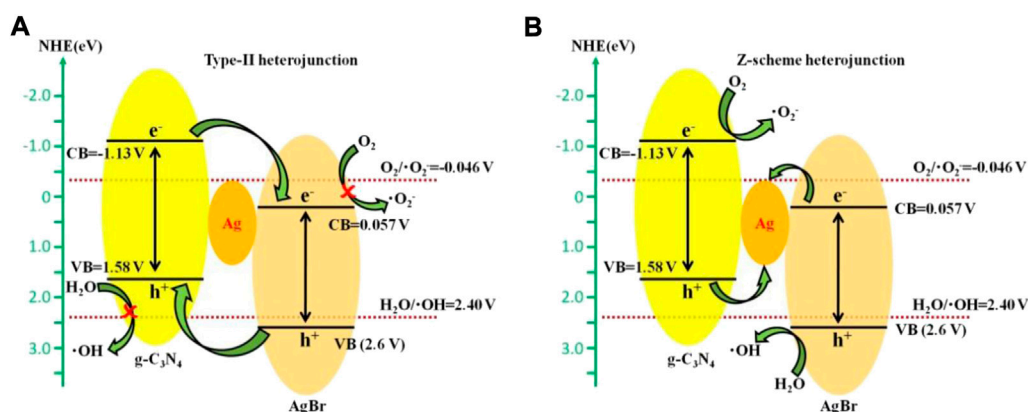 A
NHE(eV)
Type-II heterojunction
-2.0
-1.0
0
1.0
2.0
3.0
e⁻
CB=-1.13 V
O₂
O₂/·O₂⁻=-0.046 V
·O₂⁻
e⁻
Ag
CB=0.057 V
VB=1.58 V
H₂O
h⁺
H₂O/·OH=2.40 V
·OH
h⁺
VB (2.6 V)
g-C₃N₄
AgBr
B
NHE(eV)
Z-scheme heterojunction
-2.0
-1.0
0
1.0
2.0
3.0
O₂
·O₂⁻
e⁻
CB=-1.13 V
O₂/·O₂⁻=-0.046 V
e⁻
Ag
CB=0.057 V
VB=1.58 V
h⁺
H₂O/·OH=2.40 V
VB (2.6 V)
·OH
h⁺
H₂O
g-C₃N₄
AgBr